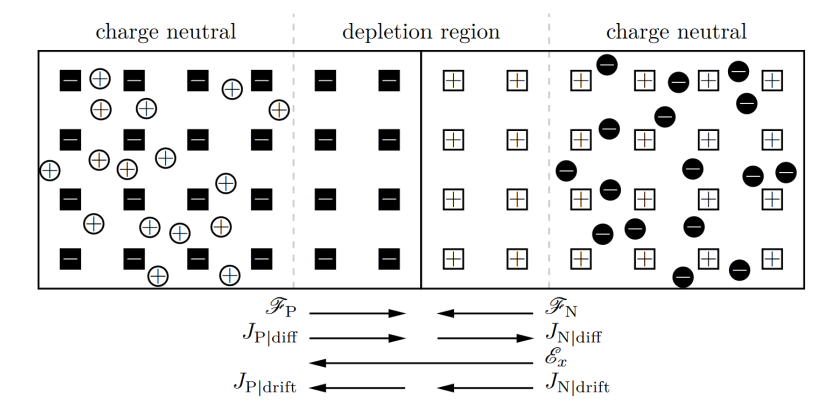 charge neutral depletion region charge neutral
ℱP ℱN
JP|diff JN|diff
ℰx
JP|drift JN|drift